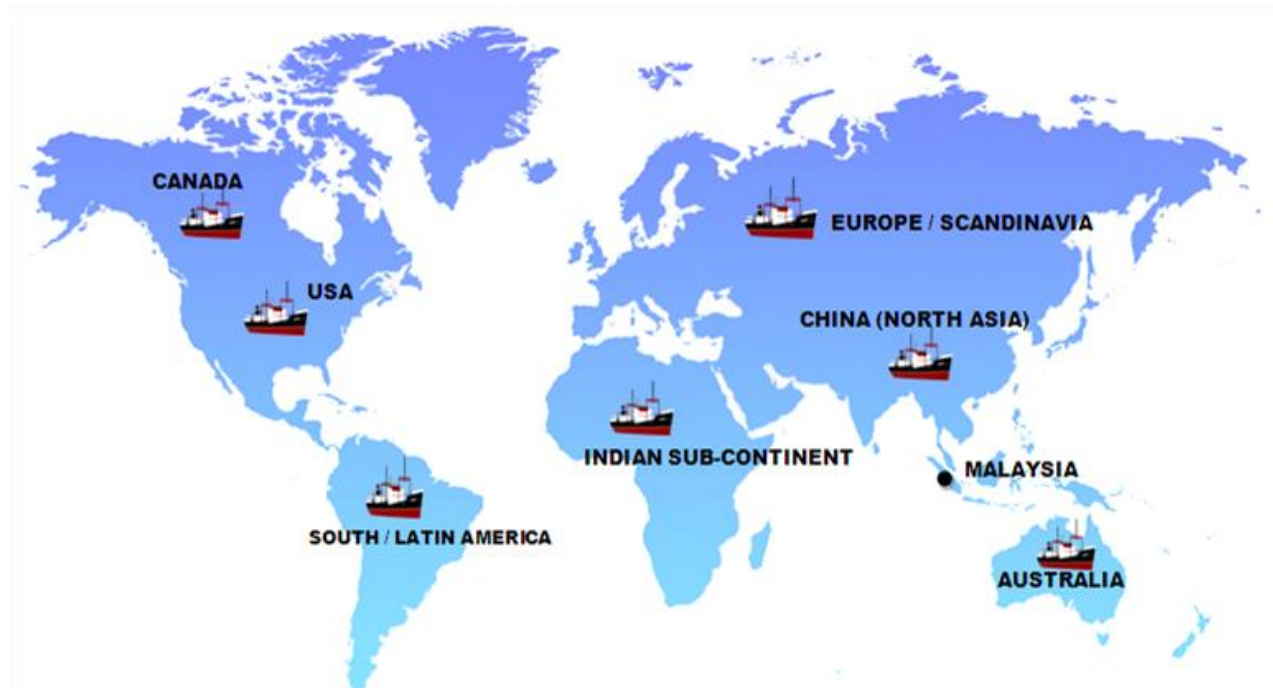 CANADA
EUROPE / SCANDINAVIA
USA
CHINA (NORTH ASIA)
INDIAN SUB-CONTINENT
MALAYSIA
SOUTH / LATIN AMERICA
AUSTRALIA